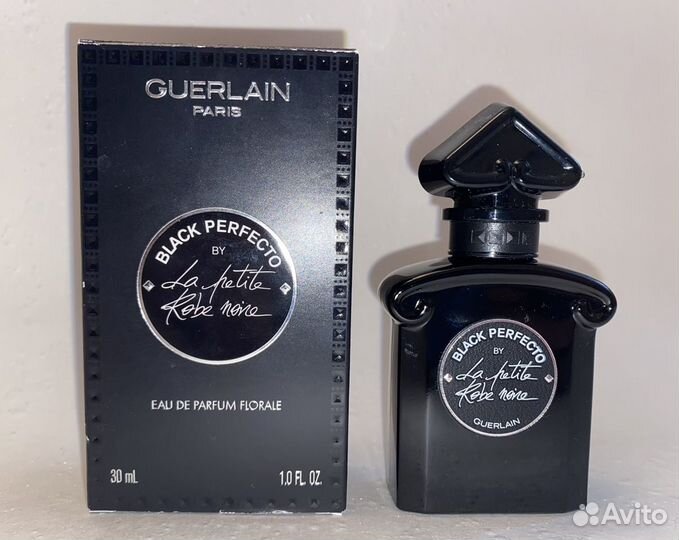 GUERLAIN
PARIS
BLACK PERFECTO
BY
La petite
Robe noire
EAU DE PARFUM FLORALE
30 mL
1.0 FL. OZ.
BLACK PERFECTO
BY
La petite
Robe noire
GUERLAIN
Avito